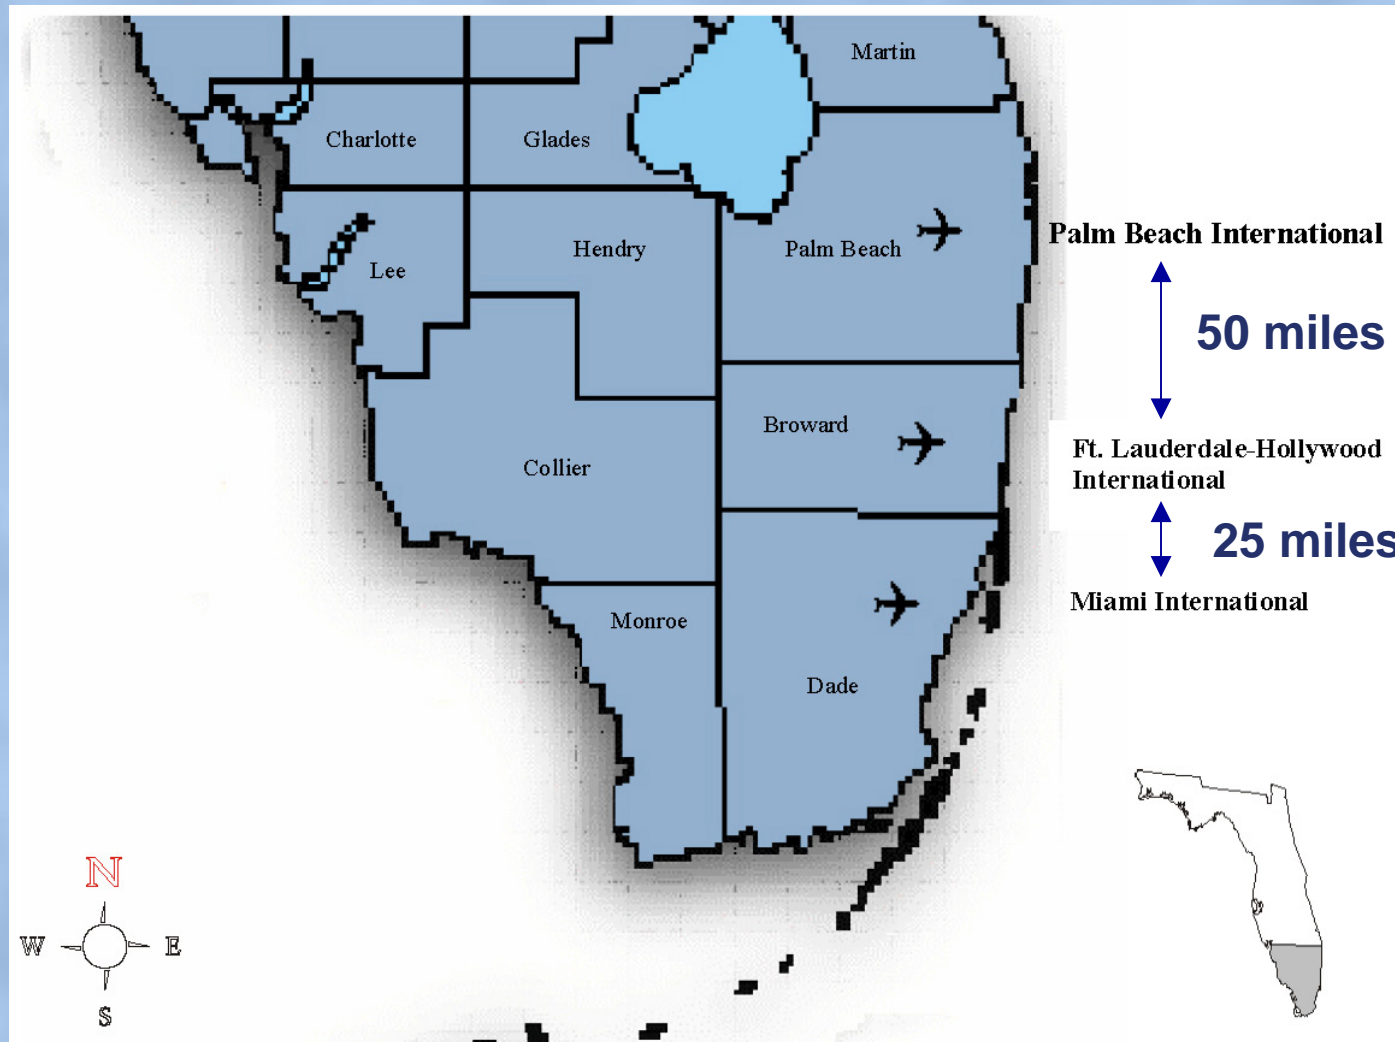 Martin
Charlotte
Glades
Palm Beach International
Hendry
Palm Beach
Lee
50 miles
Broward
Ft. Lauderdale-Hollywood
International
Collier
25 miles
Miami International
Monroe
Dade
N
W
E
S